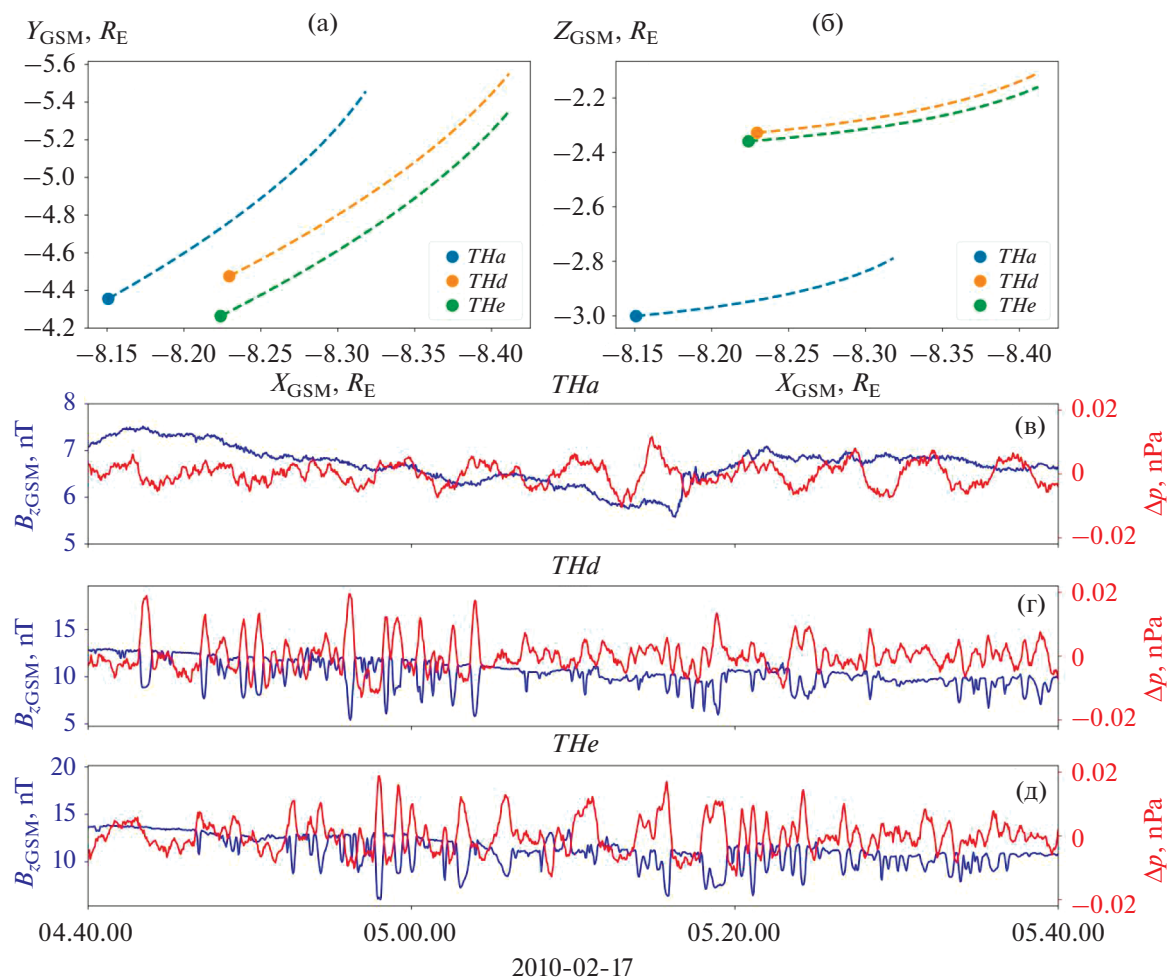 Y_GSM, R_E (а)
−5.6
−5.4
−5.2
−5.0
−4.8
−4.6
−4.4
−4.2
THa
THd
THe
−8.15 −8.20 −8.25 −8.30 −8.35 −8.40
X_GSM, R_E
Z_GSM, R_E (б)
−2.2
−2.4
−2.6
−2.8
−3.0
THa
THd
THe
−8.15 −8.20 −8.25 −8.30 −8.35 −8.40
X_GSM, R_E
THa
B_zGSM, nT
8
7
6
5
(в)
0.02
0
−0.02
Δp, nPa
THd
B_zGSM, nT
15
10
5
(г)
0.02
0
−0.02
Δp, nPa
THe
B_zGSM, nT
20
15
10
(д)
0.02
0
−0.02
Δp, nPa
04.40.00 05.00.00 05.20.00 05.40.00
2010-02-17